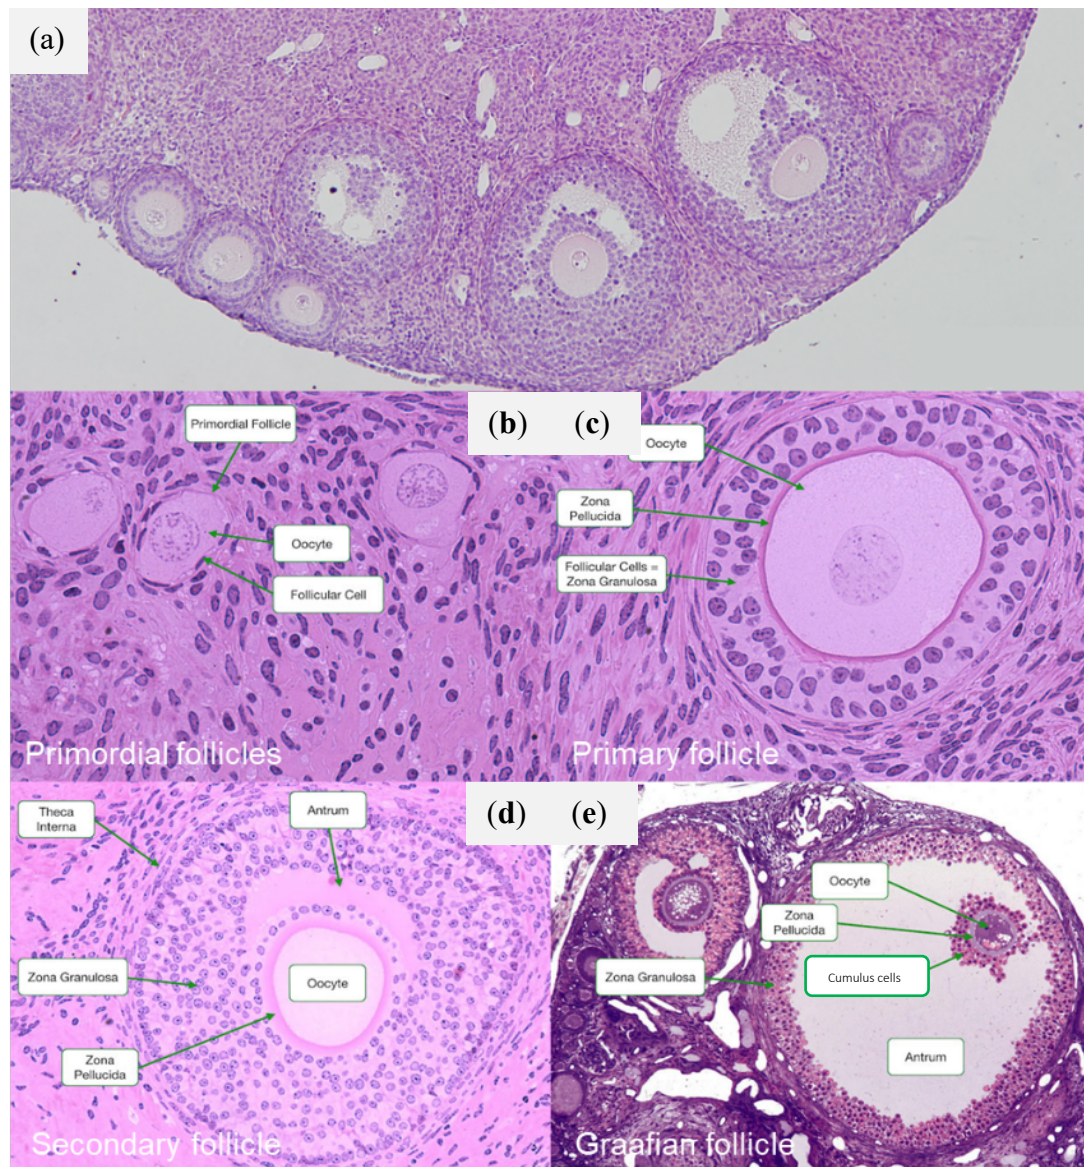 (a)
(b)
(c)
Primordial Follicle
Oocyte
Follicular Cell
Primordial follicles
Oocyte
Zona
Pellucida
Follicular Cells =
Zona Granulosa
Primary follicle
(d)
(e)
Theca
Interna
Antrum
Zona Granulosa
Oocyte
Zona
Pellucida
Secondary follicle
Oocyte
Zona
Pellucida
Zona Granulosa
Cumulus cells
Antrum
Graafian follicle